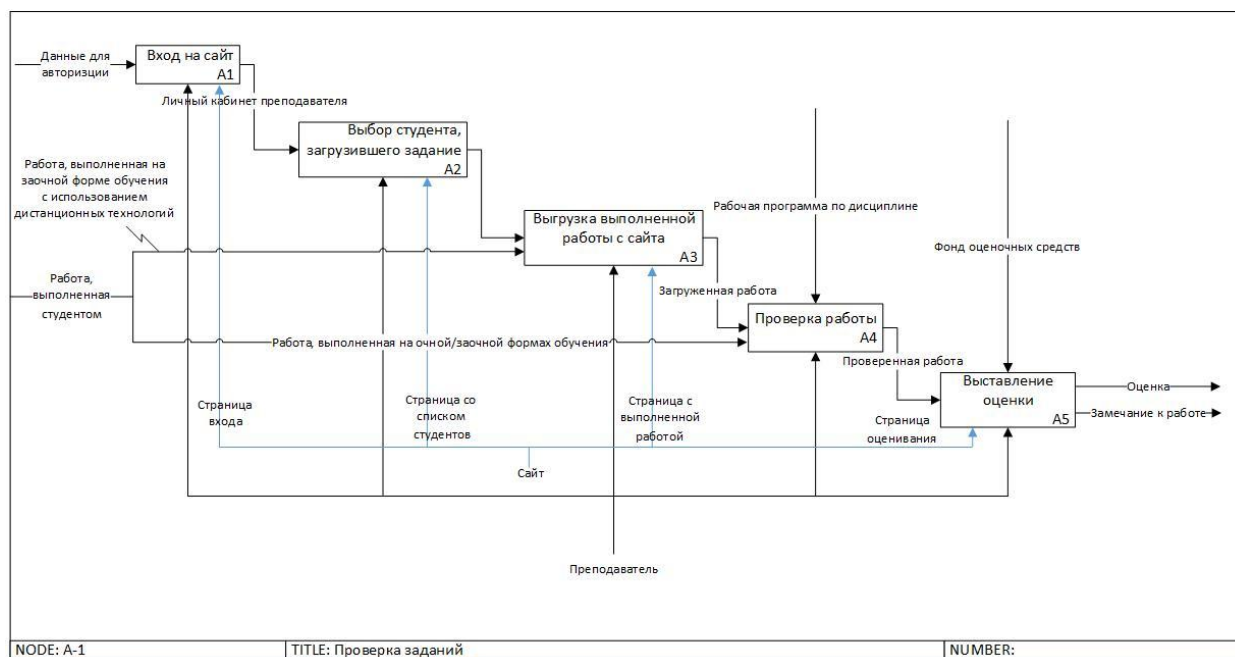 Данные для
авторизции
Вход на сайт
A1
Личный кабинет преподавателя
Выбор студента,
загрузившего задание
A2
Работа, выполненная на
заочной форме обучения
с использованием
дистанционных технологий
Выгрузка выполненной
работы с сайта
A3
Рабочая программа по дисциплине
Фонд оценочных средств
Работа,
выполненная
студентом
Загруженная работа
Проверка работы
A4
Работа, выполненная на очной/заочной формах обучения
Проверенная работа
Выставление
оценки
A5
Оценка
Замечание к работе
Страница
входа
Страница со
списком
студентов
Страница с
выполненной
работой
Страница
оценивания
Сайт
Преподаватель
NODE: A-1
TITLE: Проверка заданий
NUMBER: